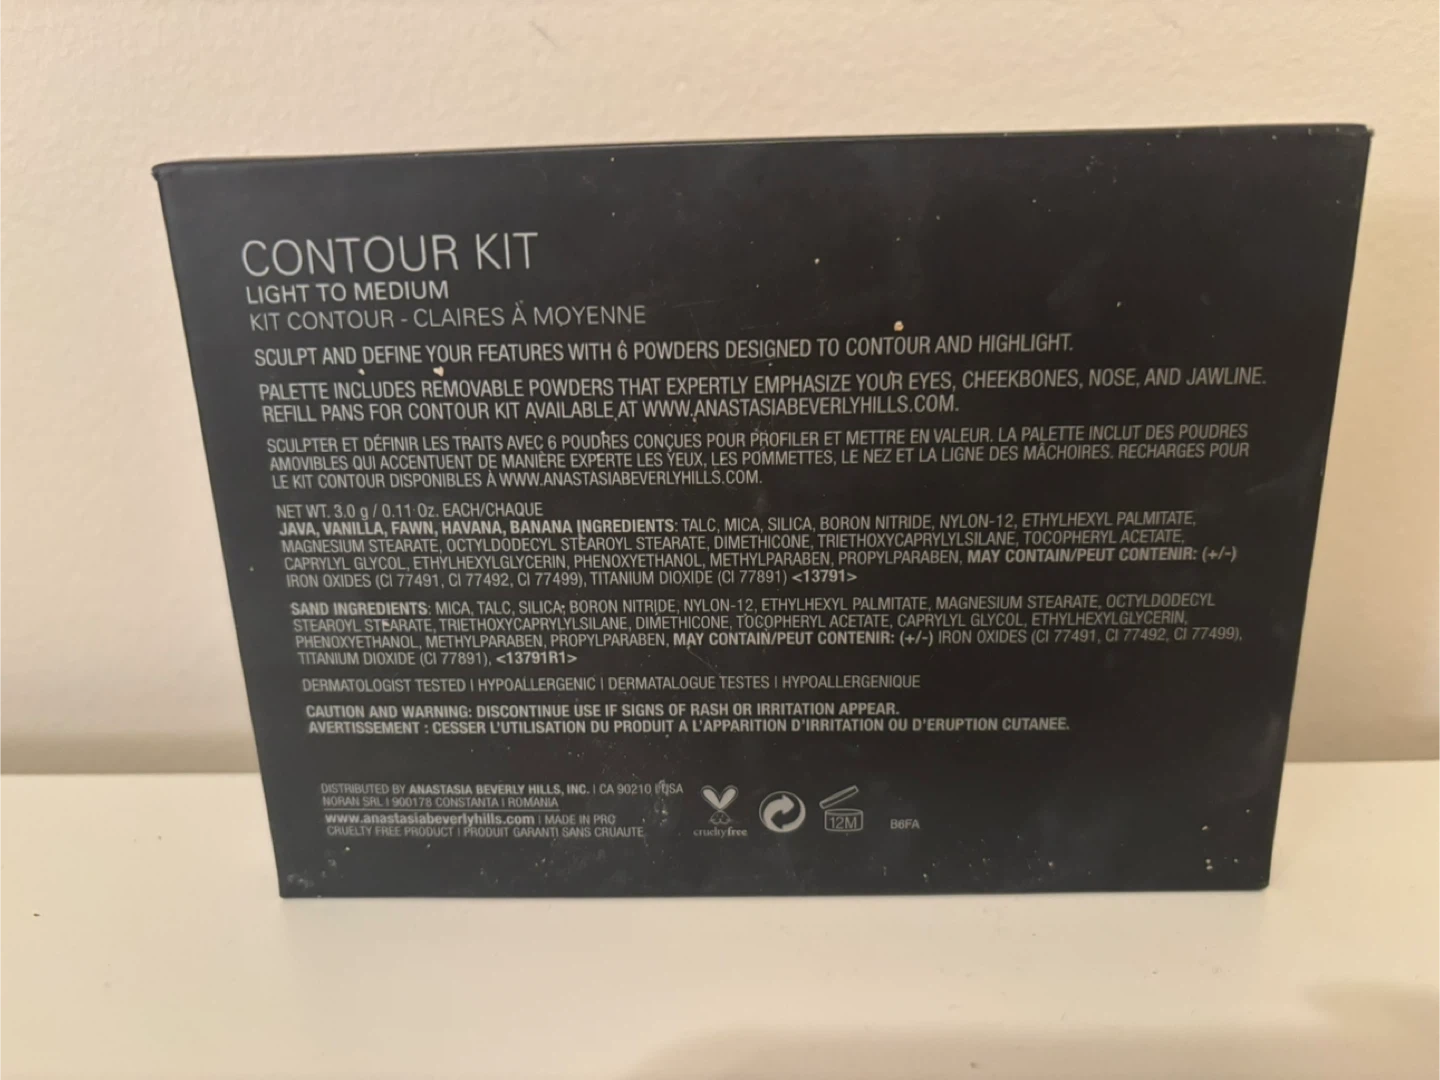 CONTOUR KIT
LIGHT TO MEDIUM
KIT CONTOUR - CLAIRES À MOYENNE
SCULPT AND DEFINE YOUR FEATURES WITH 6 POWDERS DESIGNED TO CONTOUR AND HIGHLIGHT.
PALETTE INCLUDES REMOVABLE POWDERS THAT EXPERTLY EMPHASIZE YOUR EYES, CHEEKBONES, NOSE, AND JAWLINE.
REFILL PANS FOR CONTOUR KIT AVAILABLE AT WWW.ANASTASIABEVERLYHILLS.COM.
SCULPTER ET DÉFINIR LES TRAITS AVEC 6 POUDRES CONÇUES POUR PROFILER ET METTRE EN VALEUR. LA PALETTE INCLUT DES POUDRES
AMOVIBLES QUI ACCENTUENT DE MANIÈRE EXPERTE LES YEUX, LES POMMETTES, LE NEZ ET LA LIGNE DES MÂCHOIRES. RECHARGES POUR
LE KIT CONTOUR DISPONIBLES À WWW.ANASTASIABEVERLYHILLS.COM.
NET WT. 3.0 g / 0.11 Oz. EACH/CHAQUE
JAVA, VANILLA, FAWN, HAVANA, BANANA INGREDIENTS: TALC, MICA, SILICA, BORON NITRIDE, NYLON-12, ETHYLHEXYL PALMITATE,
MAGNESIUM STEARATE, OCTYLDODECYL STEAROYL STEARATE, DIMETHICONE, TRIETHOXYCAPRYLYLSILANE, TOCOPHERYL ACETATE,
CAPRYLYL GLYCOL, ETHYLHEXYLGLYCERIN, PHENOXYETHANOL, METHYLPARABEN, PROPYLPARABEN, MAY CONTAIN/PEUT CONTENIR: (+/-)
IRON OXIDES (CI 77491, CI 77492, CI 77499), TITANIUM DIOXIDE (CI 77891) <13791>
SAND INGREDIENTS: MICA, TALC, SILICA, BORON NITRIDE, NYLON-12, ETHYLHEXYL PALMITATE, MAGNESIUM STEARATE, OCTYLDODECYL
STEAROYL STEARATE, TRIETHOXYCAPRYLYLSILANE, DIMETHICONE, TOCOPHERYL ACETATE, CAPRYLYL GLYCOL, ETHYLHEXYLGLYCERIN,
PHENOXYETHANOL, METHYLPARABEN, PROPYLPARABEN, MAY CONTAIN/PEUT CONTENIR: (+/-) IRON OXIDES (CI 77491, CI 77492, CI 77499),
TITANIUM DIOXIDE (CI 77891), <13791R1>
DERMATOLOGIST TESTED | HYPOALLERGENIC | DERMATALOGUE TESTES | HYPOALLERGENIQUE
CAUTION AND WARNING: DISCONTINUE USE IF SIGNS OF RASH OR IRRITATION APPEAR.
AVERTISSEMENT : CESSER L'UTILISATION DU PRODUIT A L'APPARITION D'IRRITATION OU D'ERUPTION CUTANEE.
DISTRIBUTED BY ANASTASIA BEVERLY HILLS, INC. | CA 90210 | USA
NORAN SRL | 900178 CONSTANTA | ROMANIA
www.anastasiabeverlyhills.com | MADE IN PRC
CRUELTY FREE PRODUCT | PRODUIT GARANTI SANS CRUAUTE
crueltyfree
12M
B6FA